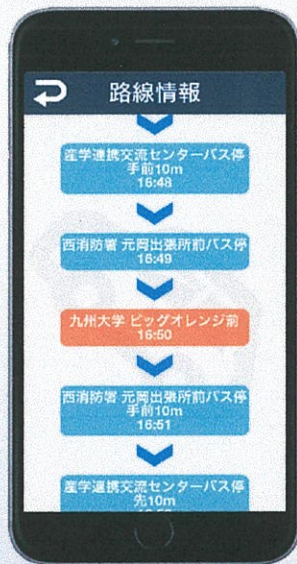 路線情報
産学連携交流センターバス停
手前10m
16:48
西消防署 元岡出張所前バス停
16:49
九州大学 ビッグオレンジ前
16:50
西消防署 元岡出張所前バス停
手前10m
16:51
産学連携交流センターバス停
先10m